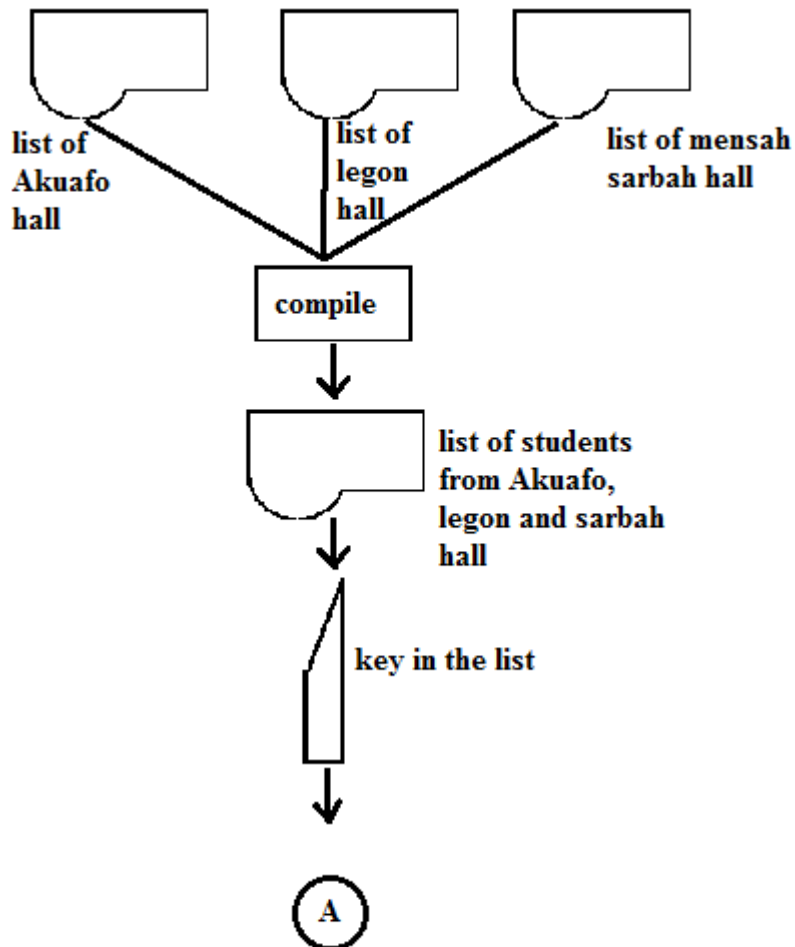 list of
Akuafo
hall
list of
legon
hall
list of mensah
sarbah hall
compile
list of students
from Akuafo,
legon and sarbah
hall
key in the list
A